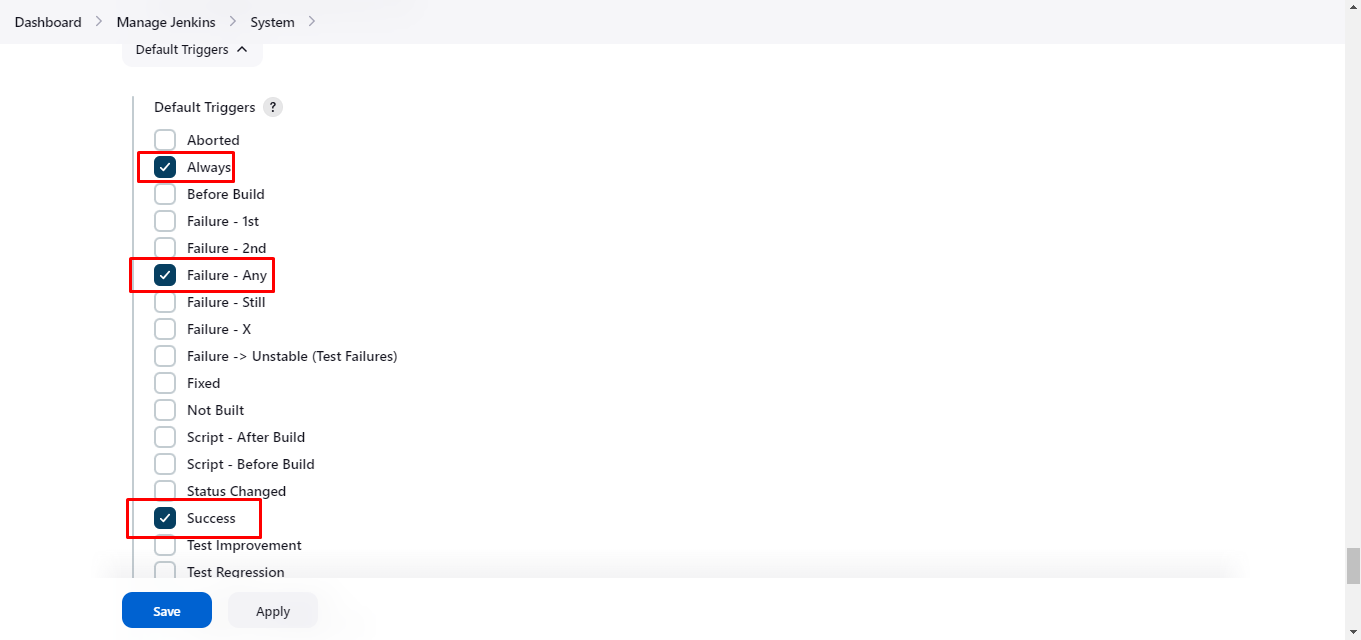 Dashboard > Manage Jenkins > System >
Default Triggers
Default Triggers ?
Aborted
Always
Before Build
Failure - 1st
Failure - 2nd
Failure - Any
Failure - Still
Failure - X
Failure -> Unstable (Test Failures)
Fixed
Not Built
Script - After Build
Script - Before Build
Status Changed
Success
Test Improvement
Test Regression
Save Apply